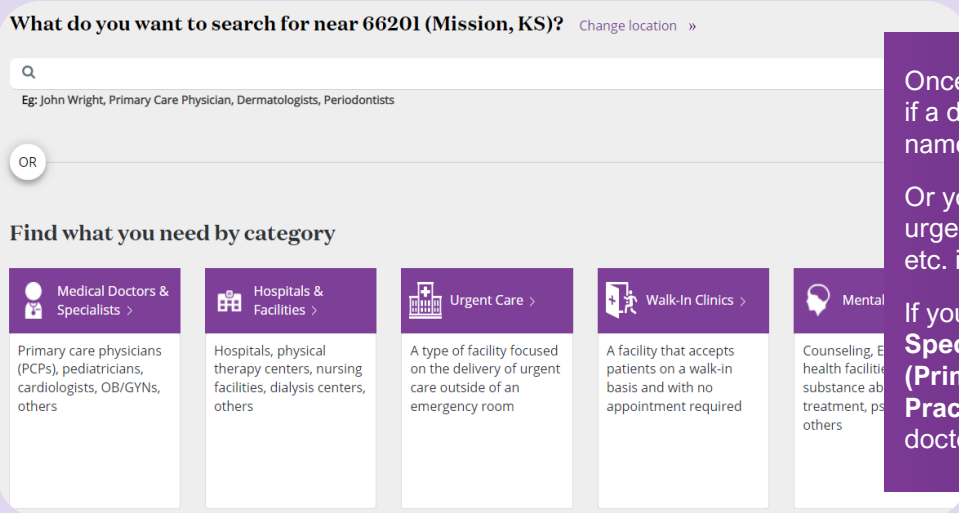 What do you want to search for near 66201 (Mission, KS)? Change location »
Eg: John Wright, Primary Care Physician, Dermatologists, Periodontists
OR
Find what you need by category
Medical Doctors &
Specialists >
Primary care physicians
(PCPs), pediatricians,
cardiologists, OB/GYNs,
others
Hospitals &
Facilities >
Hospitals, physical
therapy centers, nursing
facilities, dialysis centers,
others
Urgent Care >
A type of facility focused
on the delivery of urgent
care outside of an
emergency room
Walk-In Clinics >
A facility that accepts
patients on a walk-in
basis and with no
appointment required
Mental
Counseling,
health
substance
treatment,
others
Once
if a
Or
etc.
If